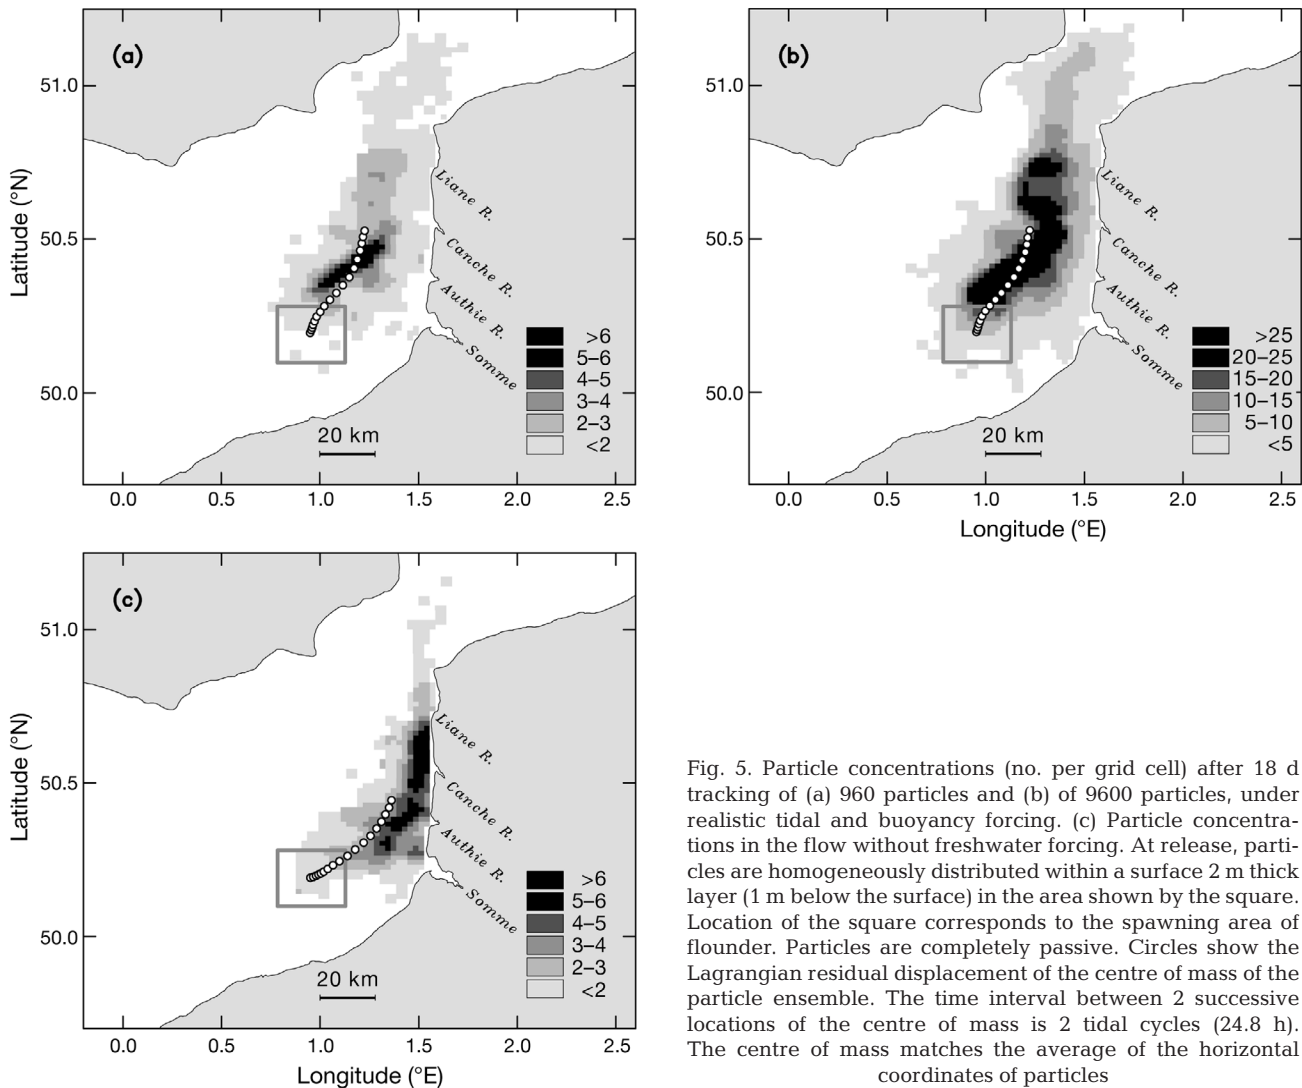 (a)
51.0
50.5
50.0
Latitude (°N)
Liane R.
Canche R.
Authie R.
Somme
>6
5–6
4–5
3–4
2–3
<2
20 km
0.0 0.5 1.0 1.5 2.0 2.5
(b)
51.0
50.5
50.0
Liane R.
Canche R.
Authie R.
Somme
>25
20–25
15–20
10–15
5–10
<5
20 km
0.0 0.5 1.0 1.5 2.0 2.5
Longitude (°E)
(c)
51.0
50.5
50.0
Latitude (°N)
Liane R.
Canche R.
Authie R.
Somme
>6
5–6
4–5
3–4
2–3
<2
20 km
0.0 0.5 1.0 1.5 2.0 2.5
Longitude (°E)
Fig. 5. Particle concentrations (no. per grid cell) after 18 d
tracking of (a) 960 particles and (b) of 9600 particles, under
realistic tidal and buoyancy forcing. (c) Particle concentra-
tions in the flow without freshwater forcing. At release, parti-
cles are homogeneously distributed within a surface 2 m thick
layer (1 m below the surface) in the area shown by the square.
Location of the square corresponds to the spawning area of
flounder. Particles are completely passive. Circles show the
Lagrangian residual displacement of the centre of mass of the
particle ensemble. The time interval between 2 successive
locations of the centre of mass is 2 tidal cycles (24.8 h).
The centre of mass matches the average of the horizontal
coordinates of particles